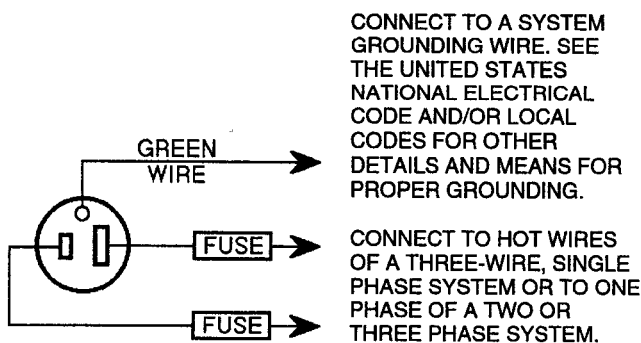 CONNECT TO A SYSTEM
GROUNDING WIRE. SEE
THE UNITED STATES
NATIONAL ELECTRICAL
CODE AND/OR LOCAL
CODES FOR OTHER
DETAILS AND MEANS FOR
PROPER GROUNDING.
GREEN
WIRE
FUSE
CONNECT TO HOT WIRES
OF A THREE-WIRE, SINGLE
PHASE SYSTEM OR TO ONE
PHASE OF A TWO OR
THREE PHASE SYSTEM.
FUSE